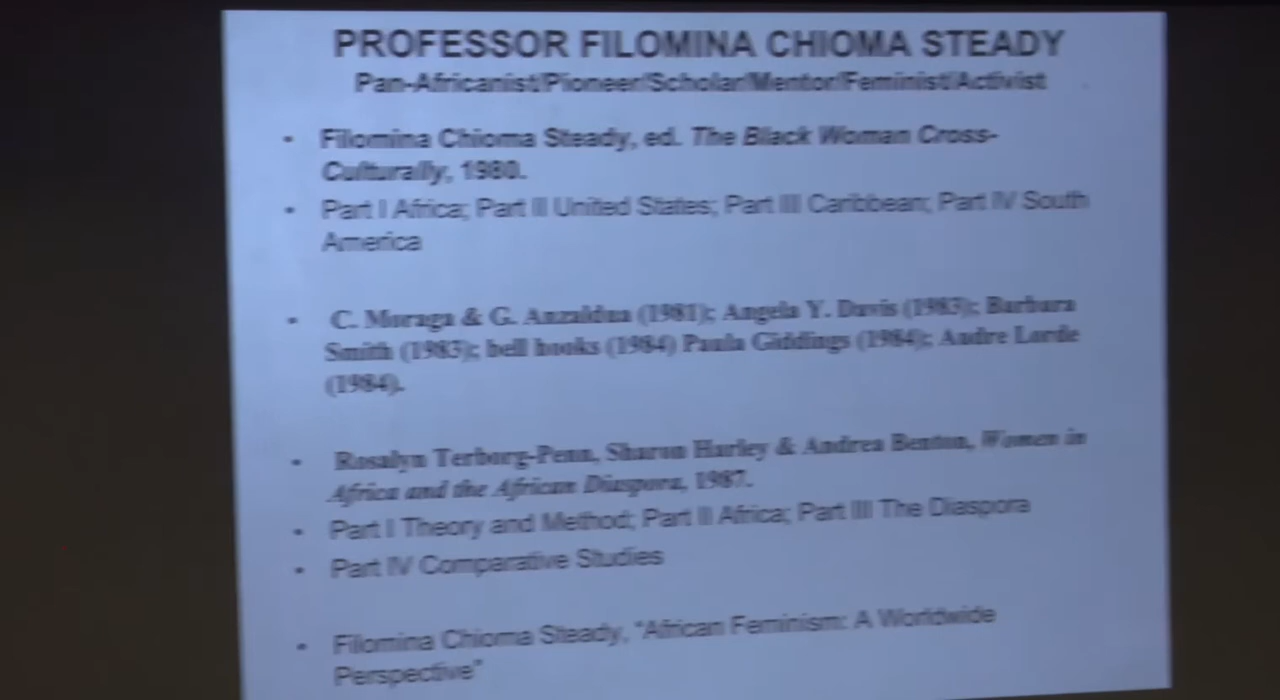 PROFESSOR FILOMINA CHIOMA STEADY
Pan-Africanist/Pioneer/Scholar/Mentor/Feminist/Activist
• Filomina Chioma Steady, ed. The Black Woman Cross-
Culturally, 1980.
• Part I Africa; Part II United States; Part III Caribbean; Part IV South
America
• C. Moraga & G. Anzaldua (1981); Angela Y. Davis (1983); Barbara
Smith (1983); bell hooks (1984) Paula Giddings (1984); Andre Lorde
(1984).
• Rosalyn Terborg-Penn, Sharon Harley & Andrea Benton, Women in
Africa and the African Diaspora, 1987.
• Part I Theory and Method; Part II Africa; Part III The Diaspora
• Part IV Comparative Studies
• Filomina Chioma Steady, "African Feminism: A Worldwide
Perspective"